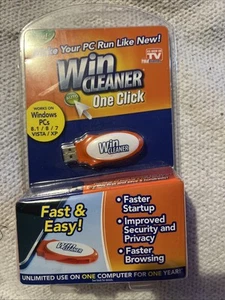 Make Your PC Run Like New!
AS SEEN ON
TV
Win
CLEANER
One Click
WORKS ON
Windows
PCs
8.1 / 8 / 7
VISTA / XP
Win
CLEANER
Fast &
Easy!
Win
CLEANER
• Faster
Startup
• Improved
Security and
Privacy
• Faster
Browsing
UNLIMITED USE ON ONE COMPUTER FOR ONE YEAR!